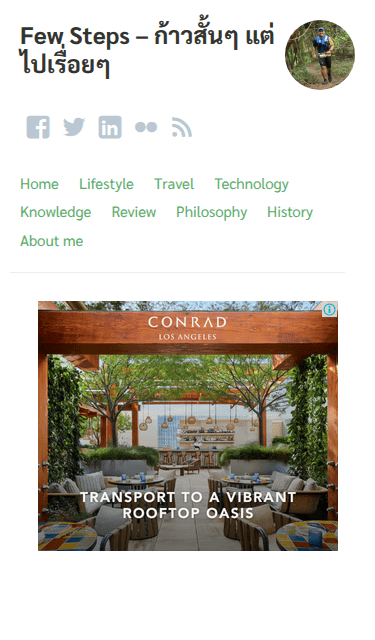 Few Steps – ก้าวสั้นๆ แต่
ไปเรื่อยๆ
Home Lifestyle Travel Technology
Knowledge Review Philosophy History
About me
CONRAD
LOS ANGELES
TRANSPORT TO A VIBRANT
ROOFTOP OASIS